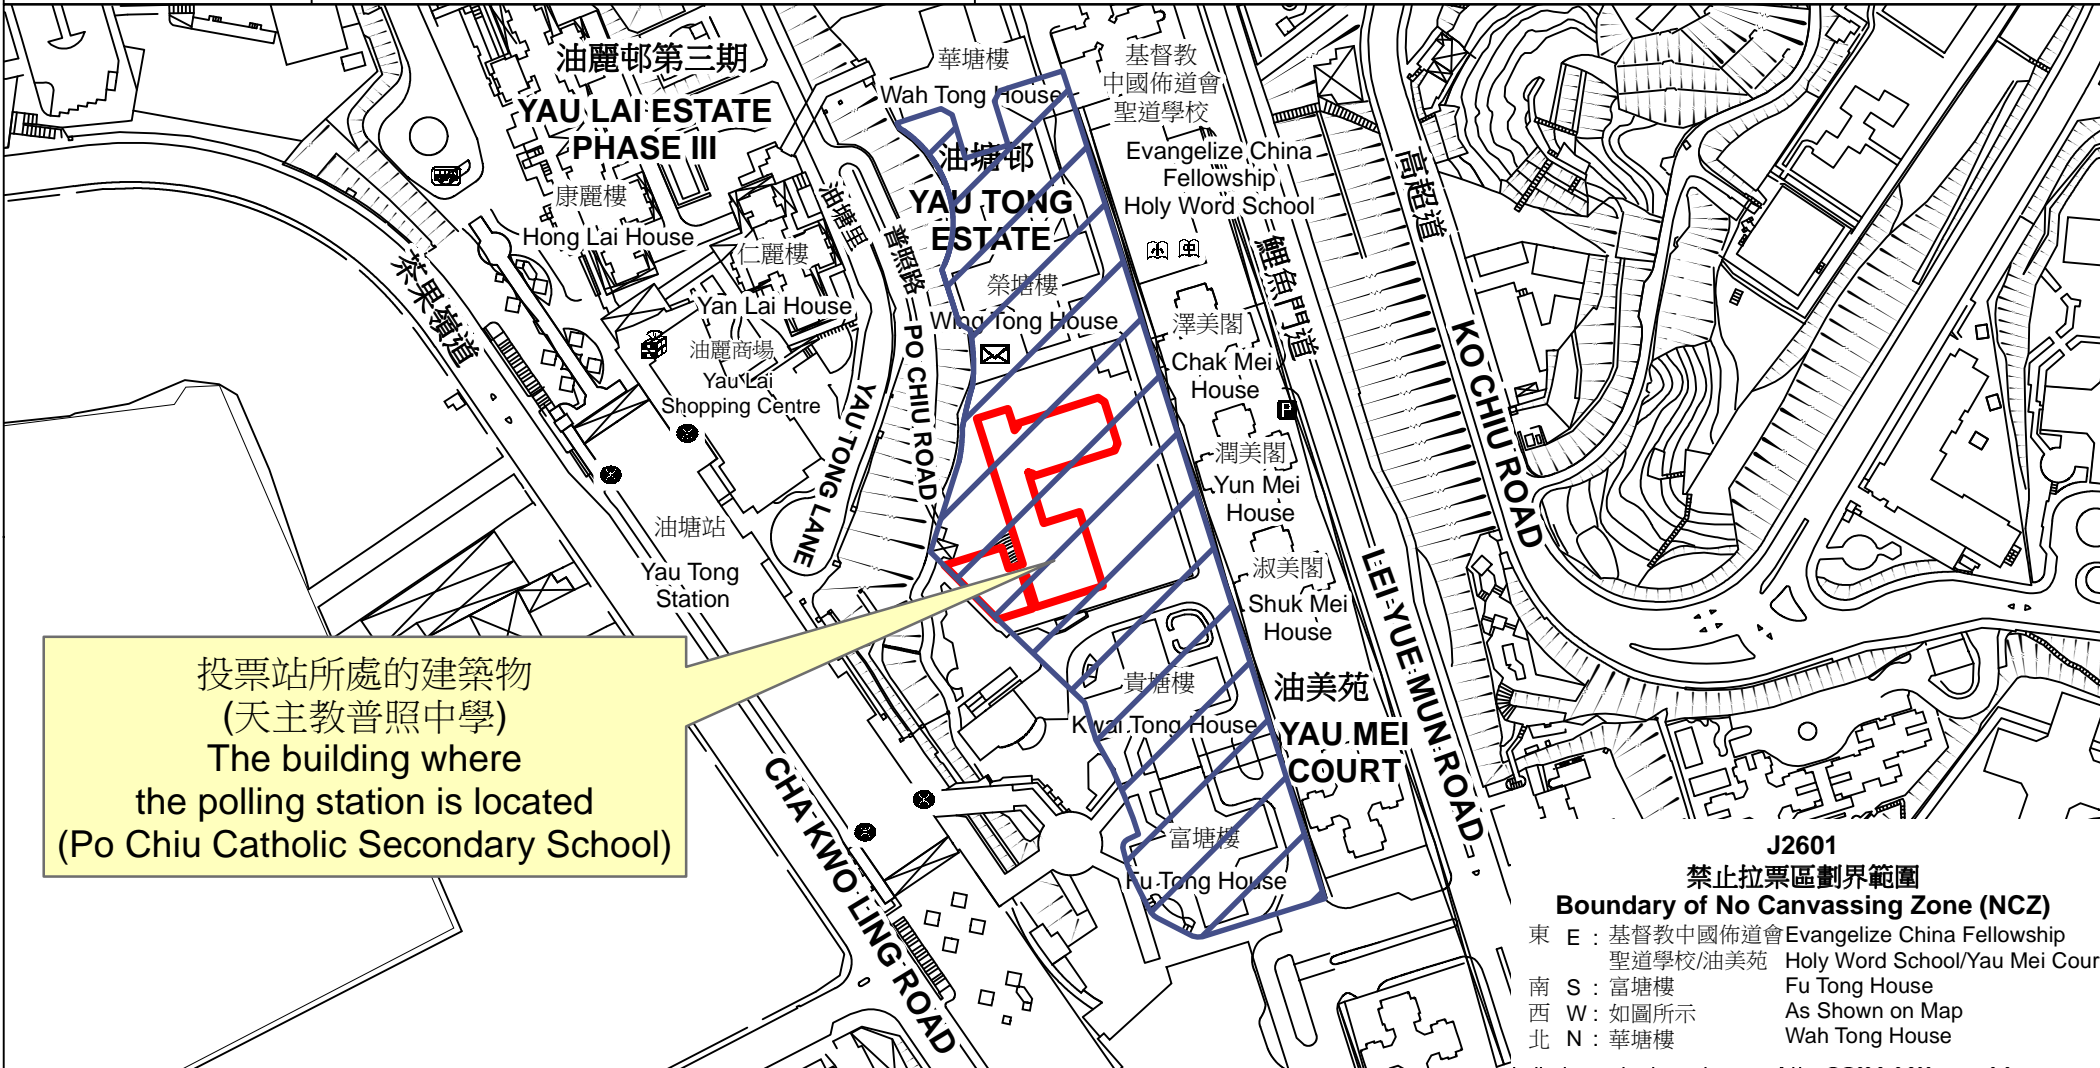 油麗邨第三期
YAU LAI ESTATE
PHASE III
康麗樓
Hong Lai House
仁麗樓
Yan Lai House
油麗商場
Yau Lai
Shopping Centre
油塘里
YAU TONG LANE
普照路
PO CHIU ROAD
茶果嶺道
CHA KWO LING ROAD
油塘站
Yau Tong
Station
華塘樓
Wah Tong House
油塘邨
YAU TONG
ESTATE
榮塘樓
Wing Tong House
基督教
中國佈道會
聖道學校
Evangelize China
Fellowship
Holy Word School
鯉魚門道
LEI YUE MUN ROAD
高超道
KO CHIU ROAD
澤美閣
Chak Mei
House
P
潤美閣
Yun Mei
House
淑美閣
Shuk Mei
House
油美苑
YAU MEI
COURT
貴塘樓
Kwai Tong House
富塘樓
Fu Tong House
投票站所處的建築物
(天主教普照中學)
The building where
the polling station is located
(Po Chiu Catholic Secondary School)
J2601
禁止拉票區劃界範圍
Boundary of No Canvassing Zone (NCZ)
東 E : 基督教中國佈道會 Evangelize China Fellowship
聖道學校/油美苑 Holy Word School/Yau Mei Cour
南 S : 富塘樓 Fu Tong House
西 W : 如圖所示 As Shown on Map
北 N : 華塘樓 Wah Tong House